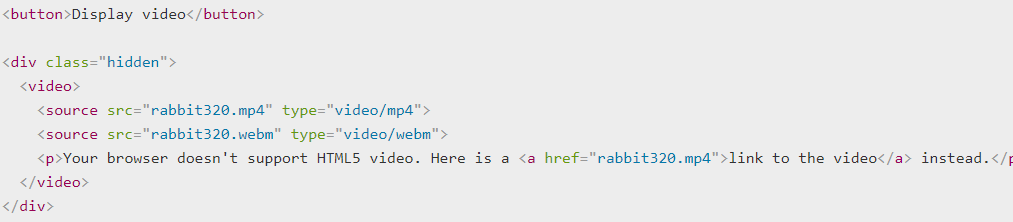 <button>Display video</button>
<div class="hidden">
<video>
<source src="rabbit320.mp4" type="video/mp4">
<source src="rabbit320.webm" type="video/webm">
<p>Your browser doesn't support HTML5 video. Here is a <a href="rabbit320.mp4">link to the video</a> instead.</p
</video>
</div>